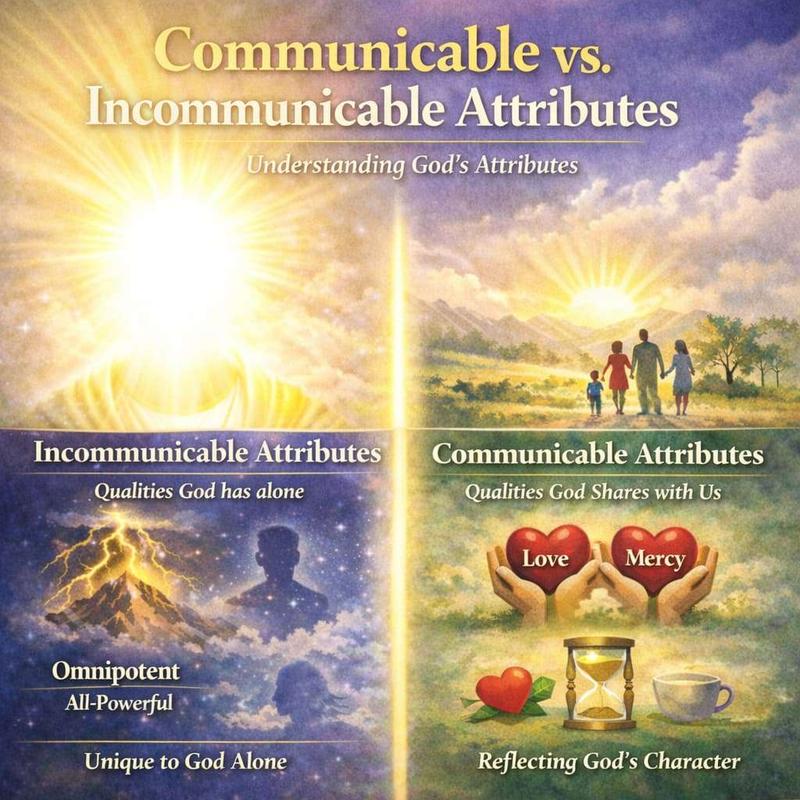 Communicable vs.
Incommunicable Attributes
Understanding God's Attributes
Incommunicable Attributes
Qualities God has alone
Omnipotent
All-Powerful
Unique to God Alone
Communicable Attributes
Qualities God Shares with Us
Love
Mercy
Reflecting God's Character